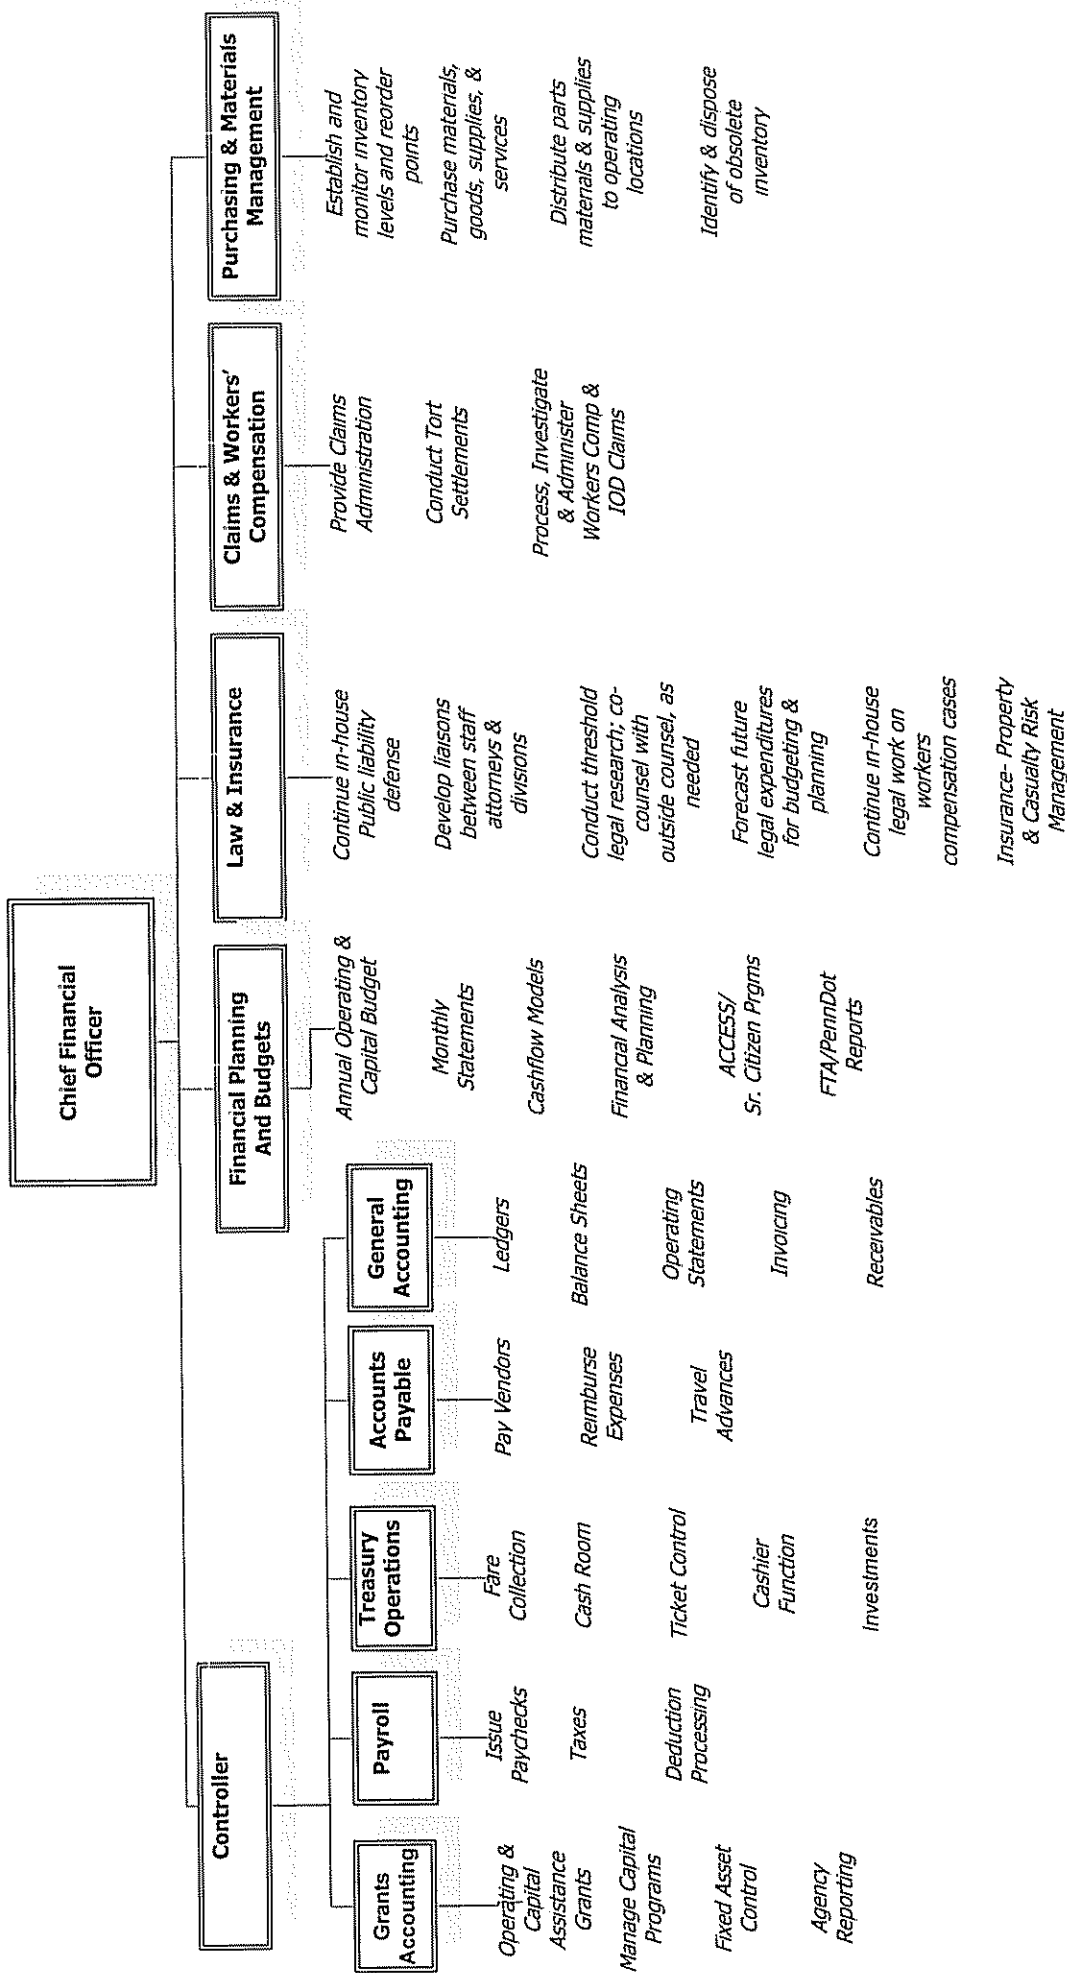 Chief Financial
Officer
Controller
Financial Planning
And Budgets
Law & Insurance
Claims & Workers'
Compensation
Purchasing & Materials
Management
Grants
Accounting
Operating &
Capital
Assistance
Grants
Manage Capital
Programs
Fixed Asset
Control
Agency
Reporting
Payroll
Issue
Paychecks
Taxes
Deduction
Processing
Treasury
Operations
Fare
Collection
Cash Room
Ticket Control
Cashier
Function
Investments
Accounts
Payable
Pay Vendors
Reimburse
Expenses
Travel
Advances
General
Accounting
Ledgers
Balance Sheets
Operating
Statements
Invoicing
Receivables
Annual Operating &
Capital Budget
Monthly
Statements
Cashflow Models
Financial Analysis
& Planning
ACCESS/
Sr. Citizen Prgms
FTA/PennDot
Reports
Continue in-house
Public liability
defense
Develop liaisons
between staff
attorneys &
divisions
Conduct threshold
legal research; co-
counsel with
outside counsel, as
needed
Forecast future
legal expenditures
for budgeting &
planning
Continue in-house
legal work on
workers
compensation cases
Insurance- Property
& Casualty Risk
Management
Provide Claims
Administration
Conduct Tort
Settlements
Process, Investigate
& Administer
Workers Comp &
IOD Claims
Establish and
monitor inventory
levels and reorder
points
Purchase materials,
goods, supplies, &
services
Distribute parts
materials & supplies
to operating
locations
Identify & dispose
of obsolete
inventory